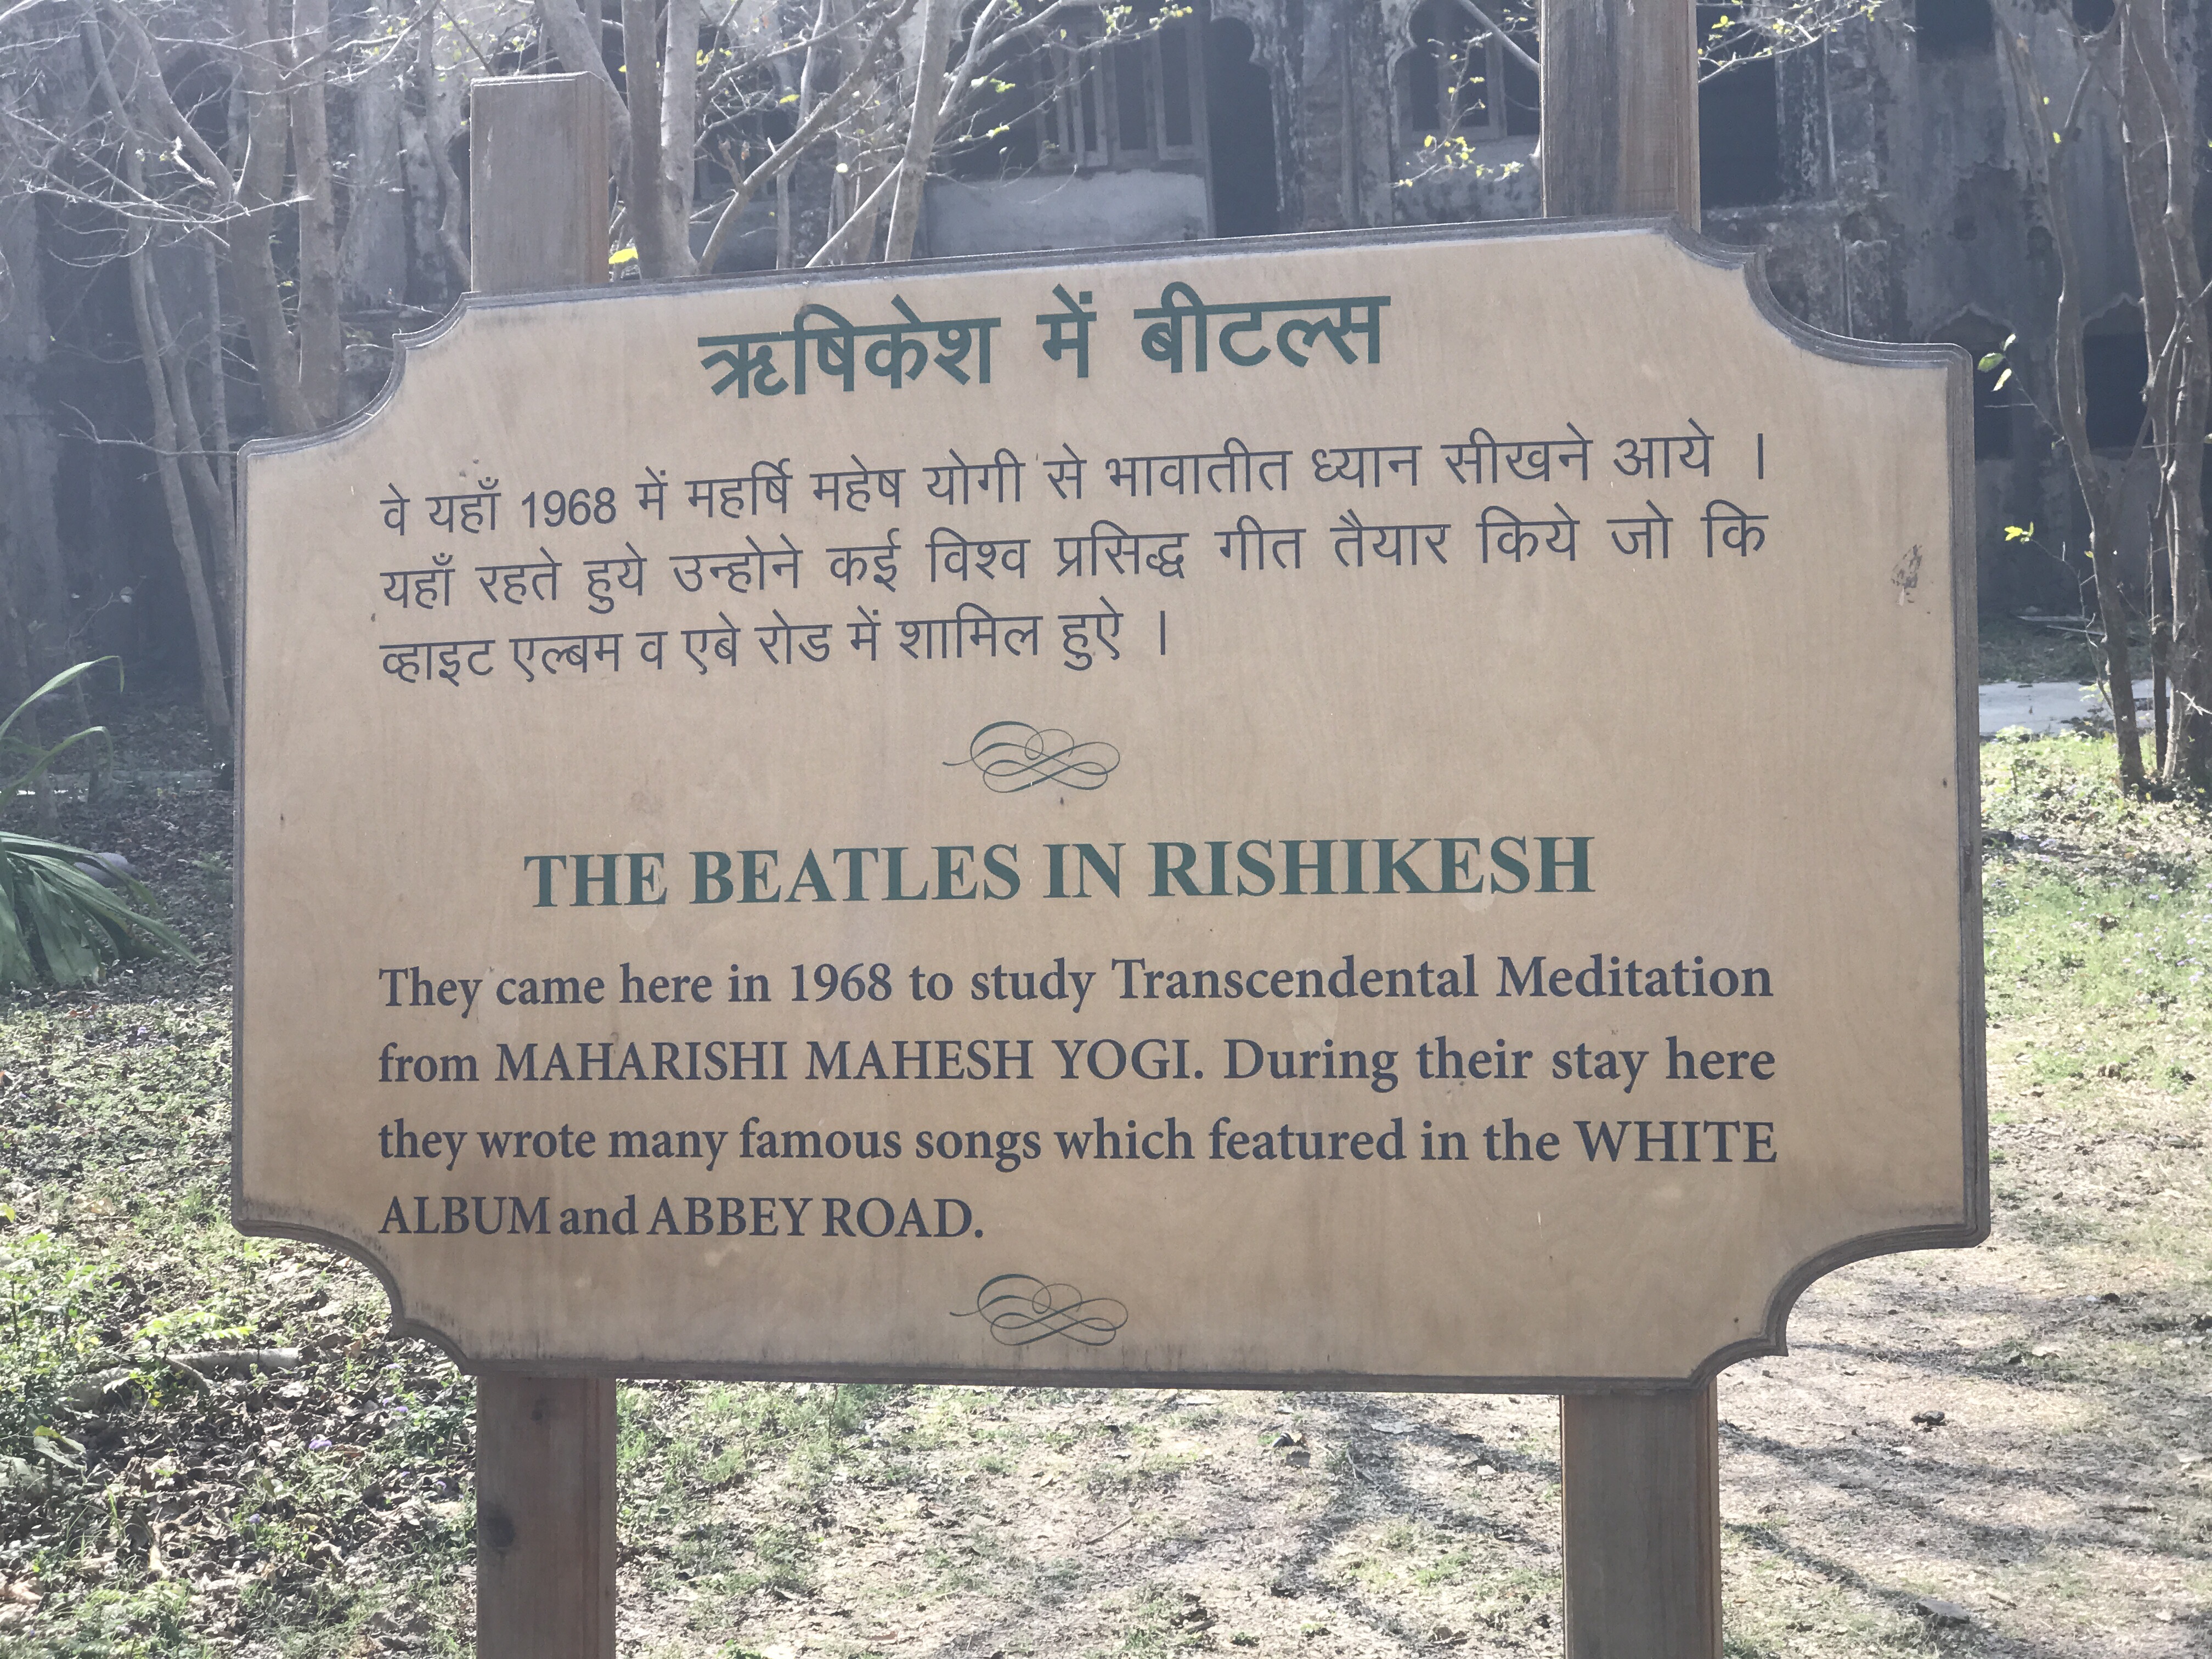 ऋषिकेश में बीटल्स
वे यहाँ 1968 में महर्षि महेष योगी से भावातीत ध्यान सीखने आये ।
यहाँ रहते हुये उन्होने कई विश्व प्रसिद्ध गीत तैयार किये जो कि
व्हाइट एल्बम व एबे रोड में शामिल हुऐ ।
THE BEATLES IN RISHIKESH
They came here in 1968 to study Transcendental Meditation
from MAHARISHI MAHESH YOGI. During their stay here
they wrote many famous songs which featured in the WHITE
ALBUM and ABBEY ROAD.